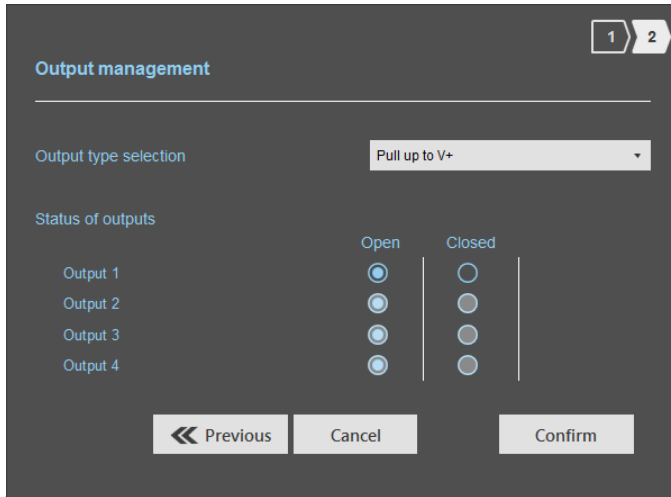 1 2
Output management
Output type selection Pull up to V+
Status of outputs
Open Closed
Output 1
Output 2
Output 3
Output 4
Previous Cancel Confirm